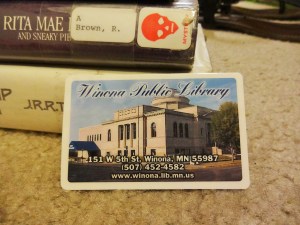 RITA MAE
AND SNEAKY PIE
A
Brown, R.
J.R.R.T
Winona Public Library
151 W 5th St, Winona, MN 55987
(507) 452-4582
www.winona.lib.mn.us